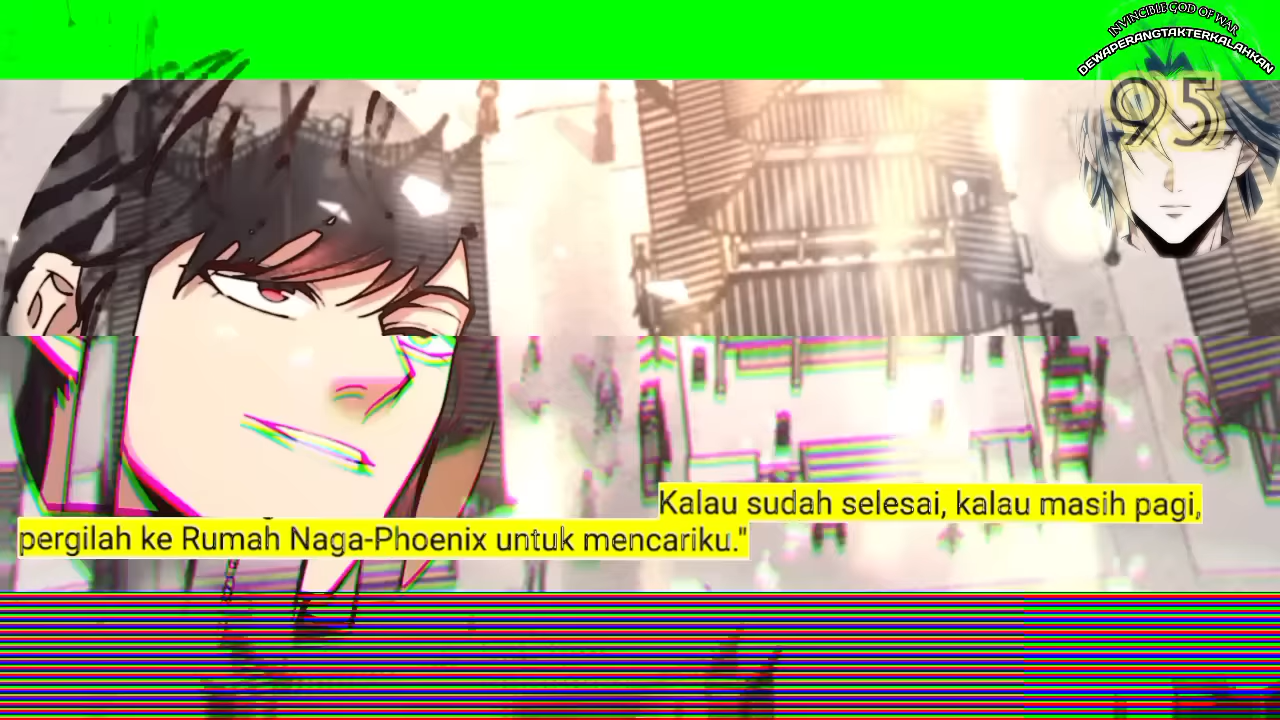 INVINCIBLE GOD OF WAR
DEWAPERANGTAKTERKALAHKAN
95
Kalau sudah selesai, kalau masih pagi,
pergilah ke Rumah Naga-Phoenix untuk mencariku."